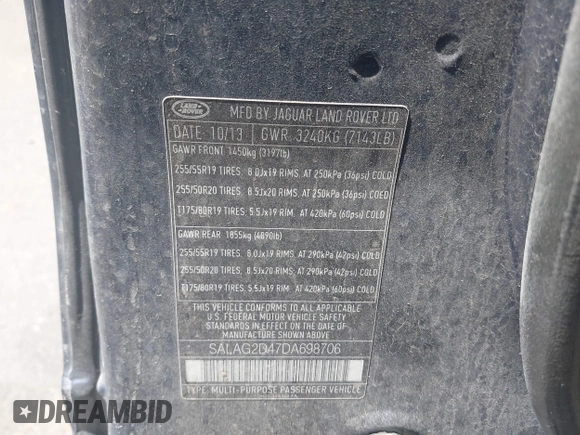 LAND ROVER
MFD BY JAGUAR LAND ROVER LTD
DATE: 10/13 GWR 3240KG (7143LB)
GAWR FRONT 1450kg (3197lb)
255/55R19 TIRES, 8.0Jx19 RIMS, AT 250kPa (36psi) COLD
255/50R20 TIRES, 8.5Jx20 RIMS, AT 250kPa (36psi) COLD
T175/80R19 TIRES, 5.5Jx19 RIM, AT 420kPa (60psi) COLD
GAWR REAR 1855kg (4090lb)
255/55R19 TIRES, 8.0Jx19 RIMS, AT 290kPa (42psi) COLD
255/50R20 TIRES, 8.5Jx20 RIMS, AT 290kPa (42psi) COLD
T175/80R19 TIRES, 5.5Jx19 RIM, AT 420kPa (60psi) COLD
THIS VEHICLE CONFORMS TO ALL APPLICABLE
U.S. FEDERAL MOTOR VEHICLE SAFETY
STANDARDS IN EFFECT ON THE DATE OF
MANUFACTURE SHOWN ABOVE.
SALAG2D47DA698706
TYPE: MULTI-PURPOSE PASSENGER VEHICLE
DREAMBID